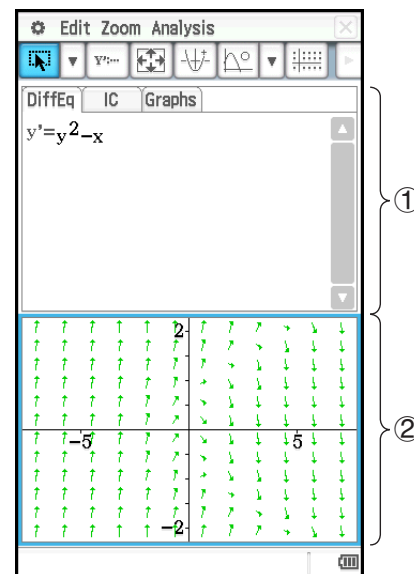 Edit Zoom Analysis
Y':...
DiffEq IC Graphs
y'=y²-x
①
2
-5 5
-2
②